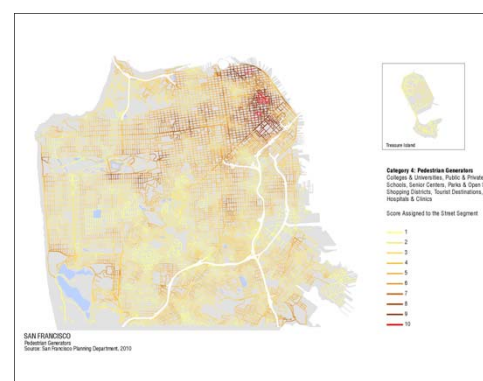 Treasure Island
Category 4: Pedestrian Generators
Colleges & Universities, Public & Private
Schools, Senior Centers, Parks & Open
Shopping Districts, Tourist Destinations,
Hospitals & Clinics
Score Assigned to the Street Segment
1
2
3
4
5
6
7
8
9
10
SAN FRANCISCO
Pedestrian Generators
Source: San Francisco Planning Department, 2010